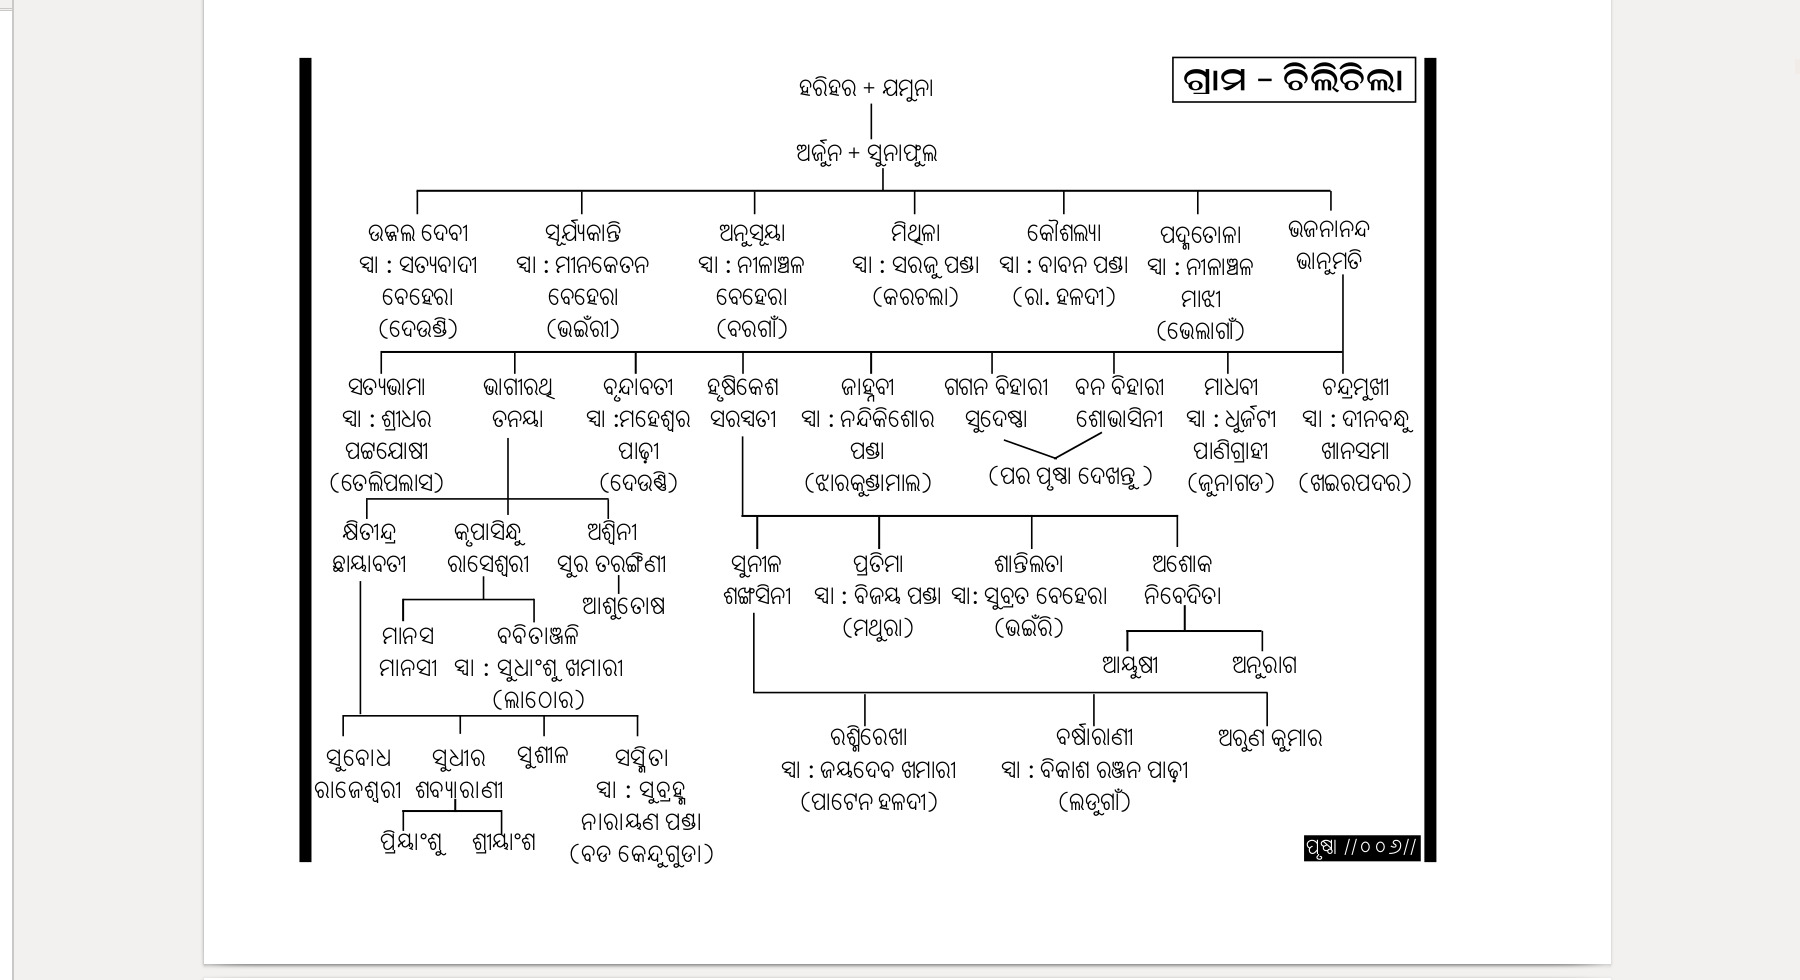 ଗ୍ରାମ – ଚିଲିଚିଲା
ହରିହର + ଯମୁନା
ଅର୍ଜୁନ + ସୁନାଫୁଲ
ଉତ୍କଲ ଦେବୀ
ସ୍ୱା : ସତ୍ୟବାଦୀ
ବେହେରା
(ଦେଉଣ୍ଡି)
ସୂର୍ଯ୍ୟକାନ୍ତି
ସ୍ୱା : ମୀନକେତନ
ବେହେରା
(ଭଇଁରୀ)
ଅନୁସୂୟା
ସ୍ୱା : ନୀଳାଞ୍ଚଳ
ବେହେରା
(ବରଗାଁ)
ମିଥିଳା
ସ୍ୱା : ସରଜୁ ପଣ୍ଡା
(କରଚଲା)
କୌଶଲ୍ୟା
ସ୍ୱା : ବାବନ ପଣ୍ଡା
(ରା. ହଳଦୀ)
ପଦ୍ମତୋଳା
ସ୍ୱା : ନୀଳାଞ୍ଚଳ
ମାଝୀ
(ଭେଲାଗାଁ)
ଭଜନାନନ୍ଦ
ଭାନୁମତି
ସତ୍ୟଭାମା
ସ୍ୱା : ଶ୍ରୀଧର
ପଟ୍ଟଯୋଷୀ
(ତେଲିପଲାସ)
ଭାଗୀରଥି
ତନୟା
ବୃନ୍ଦାବତୀ
ସ୍ୱା :ମହେଶ୍ୱର
ପାଢ଼ୀ
(ଦେଉଣ୍ଡି)
ହୃଷିକେଶ
ସରସ୍ୱତୀ
ଜାହ୍ନବୀ
ସ୍ୱା : ନନ୍ଦିକିଶୋର
ପଣ୍ଡା
(ଝାରକୁଣ୍ଡାମାଲ)
ଗଗନ ବିହାରୀ
ସୁଦେଷ୍ଣା
ବନ ବିହାରୀ
ଶୋଭାସିନୀ
(ପର ପୃଷ୍ଠା ଦେଖନ୍ତୁ )
ମାଧବୀ
ସ୍ୱା : ଧୁର୍ଜଟୀ
ପାଣିଗ୍ରାହୀ
(ଜୁନାଗଡ)
ଚନ୍ଦ୍ରମୁଖୀ
ସ୍ୱା : ଦୀନବନ୍ଧୁ
ଖାନସମା
(ଖଇରପଦର)
କ୍ଷିତୀନ୍ଦ୍ର
ଛାୟାବତୀ
କୃପାସିନ୍ଧୁ
ରାସେଶ୍ୱରୀ
ଅଶ୍ୱିନୀ
ସୁର ତରଙ୍ଗିଣୀ
ଆଶୁତୋଷ
ମାନସ
ମାନସୀ
ବବିତାଞ୍ଜଳି
ସ୍ୱା : ସୁଧାଂଶୁ ଖମାରୀ
(ଲାଠୋର)
ସୁନୀଳ
ଶଙ୍ଖସିନୀ
ପ୍ରତିମା
ସ୍ୱା : ବିଜୟ ପଣ୍ଡା
(ମଥୁରା)
ଶାନ୍ତିଲତା
ସ୍ୱା: ସୁବ୍ରତ ବେହେରା
(ଭଇଁରି)
ଅଶୋକ
ନିବେଦିତା
ଆୟୁଷୀ
ଅନୁରାଗ
ସୁବୋଧ
ରାଜେଶ୍ୱରୀ
ସୁଧୀର
ଶବ୍ୟାରାଣୀ
ସୁଶୀଳ
ସସ୍ମିତା
ସ୍ୱା : ସୁବ୍ରହ୍ମ
ନାରାୟଣ ପଣ୍ଡା
(ବଡ କେନ୍ଦୁଗୁଡା)
ପ୍ରିୟାଂଶୁ
ଶ୍ରୀୟାଂଶ
ରଶ୍ମିରେଖା
ସ୍ୱା : ଜୟଦେବ ଖମାରୀ
(ପାଟେନ ହଳଦୀ)
ବର୍ଷାରାଣୀ
ସ୍ୱା : ବିକାଶ ରଞ୍ଜନ ପାଢ଼ୀ
(ଲଡୁଗାଁ)
ଅରୁଣ କୁମାର
ପୃଷ୍ଠା //୦୦୬//